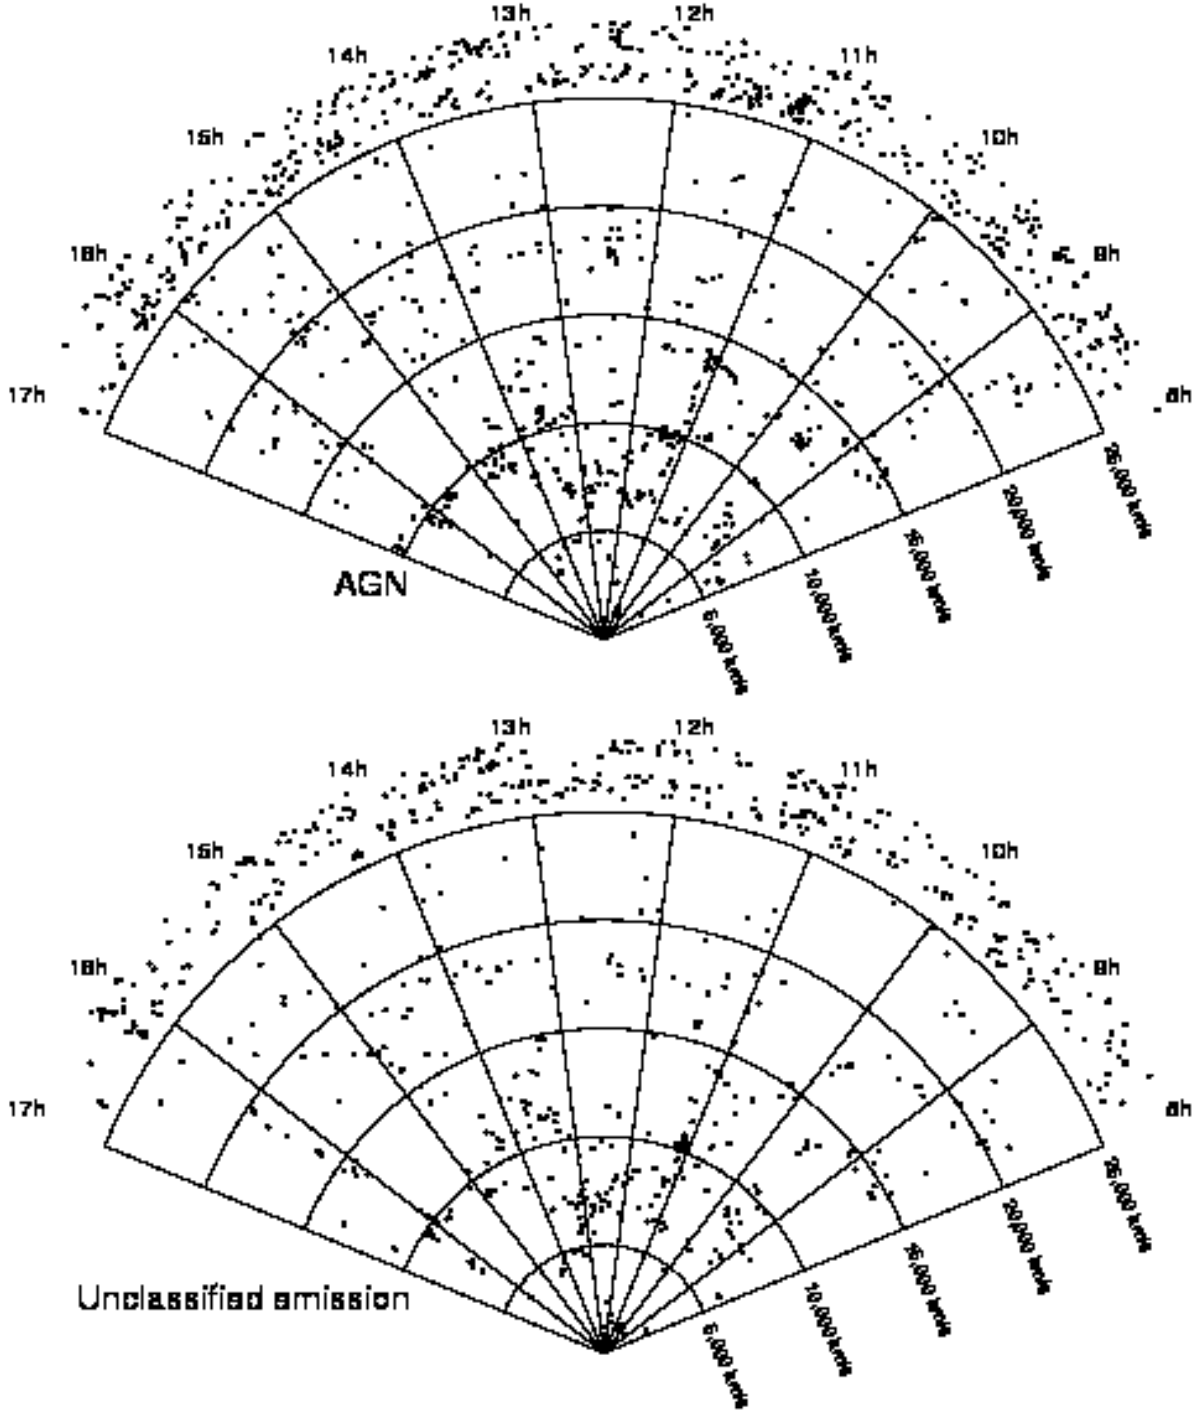 13h 12h
14h 11h
15h 10h
16h 9h
17h 8h
25,000 km/s
20,000 km/s
15,000 km/s
10,000 km/s
5,000 km/s
AGN
13h 12h
14h 11h
15h 10h
16h 9h
17h 8h
25,000 km/s
20,000 km/s
15,000 km/s
10,000 km/s
5,000 km/s
Unclassified emission